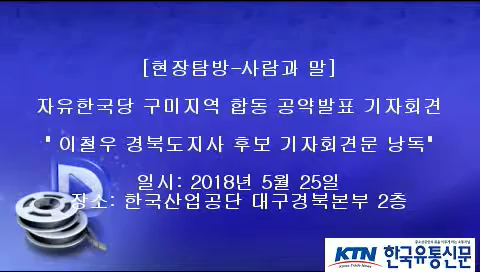 [현장탐방-사람과 말]
자유한국당 구미지역 합동 공약발표 기자회견
" 이철우 경북도지사 후보 기자회견문 낭독"
일시: 2018년 5월 25일
장소: 한국산업공단 대구경북본부 2층
KTN 한국유통신문